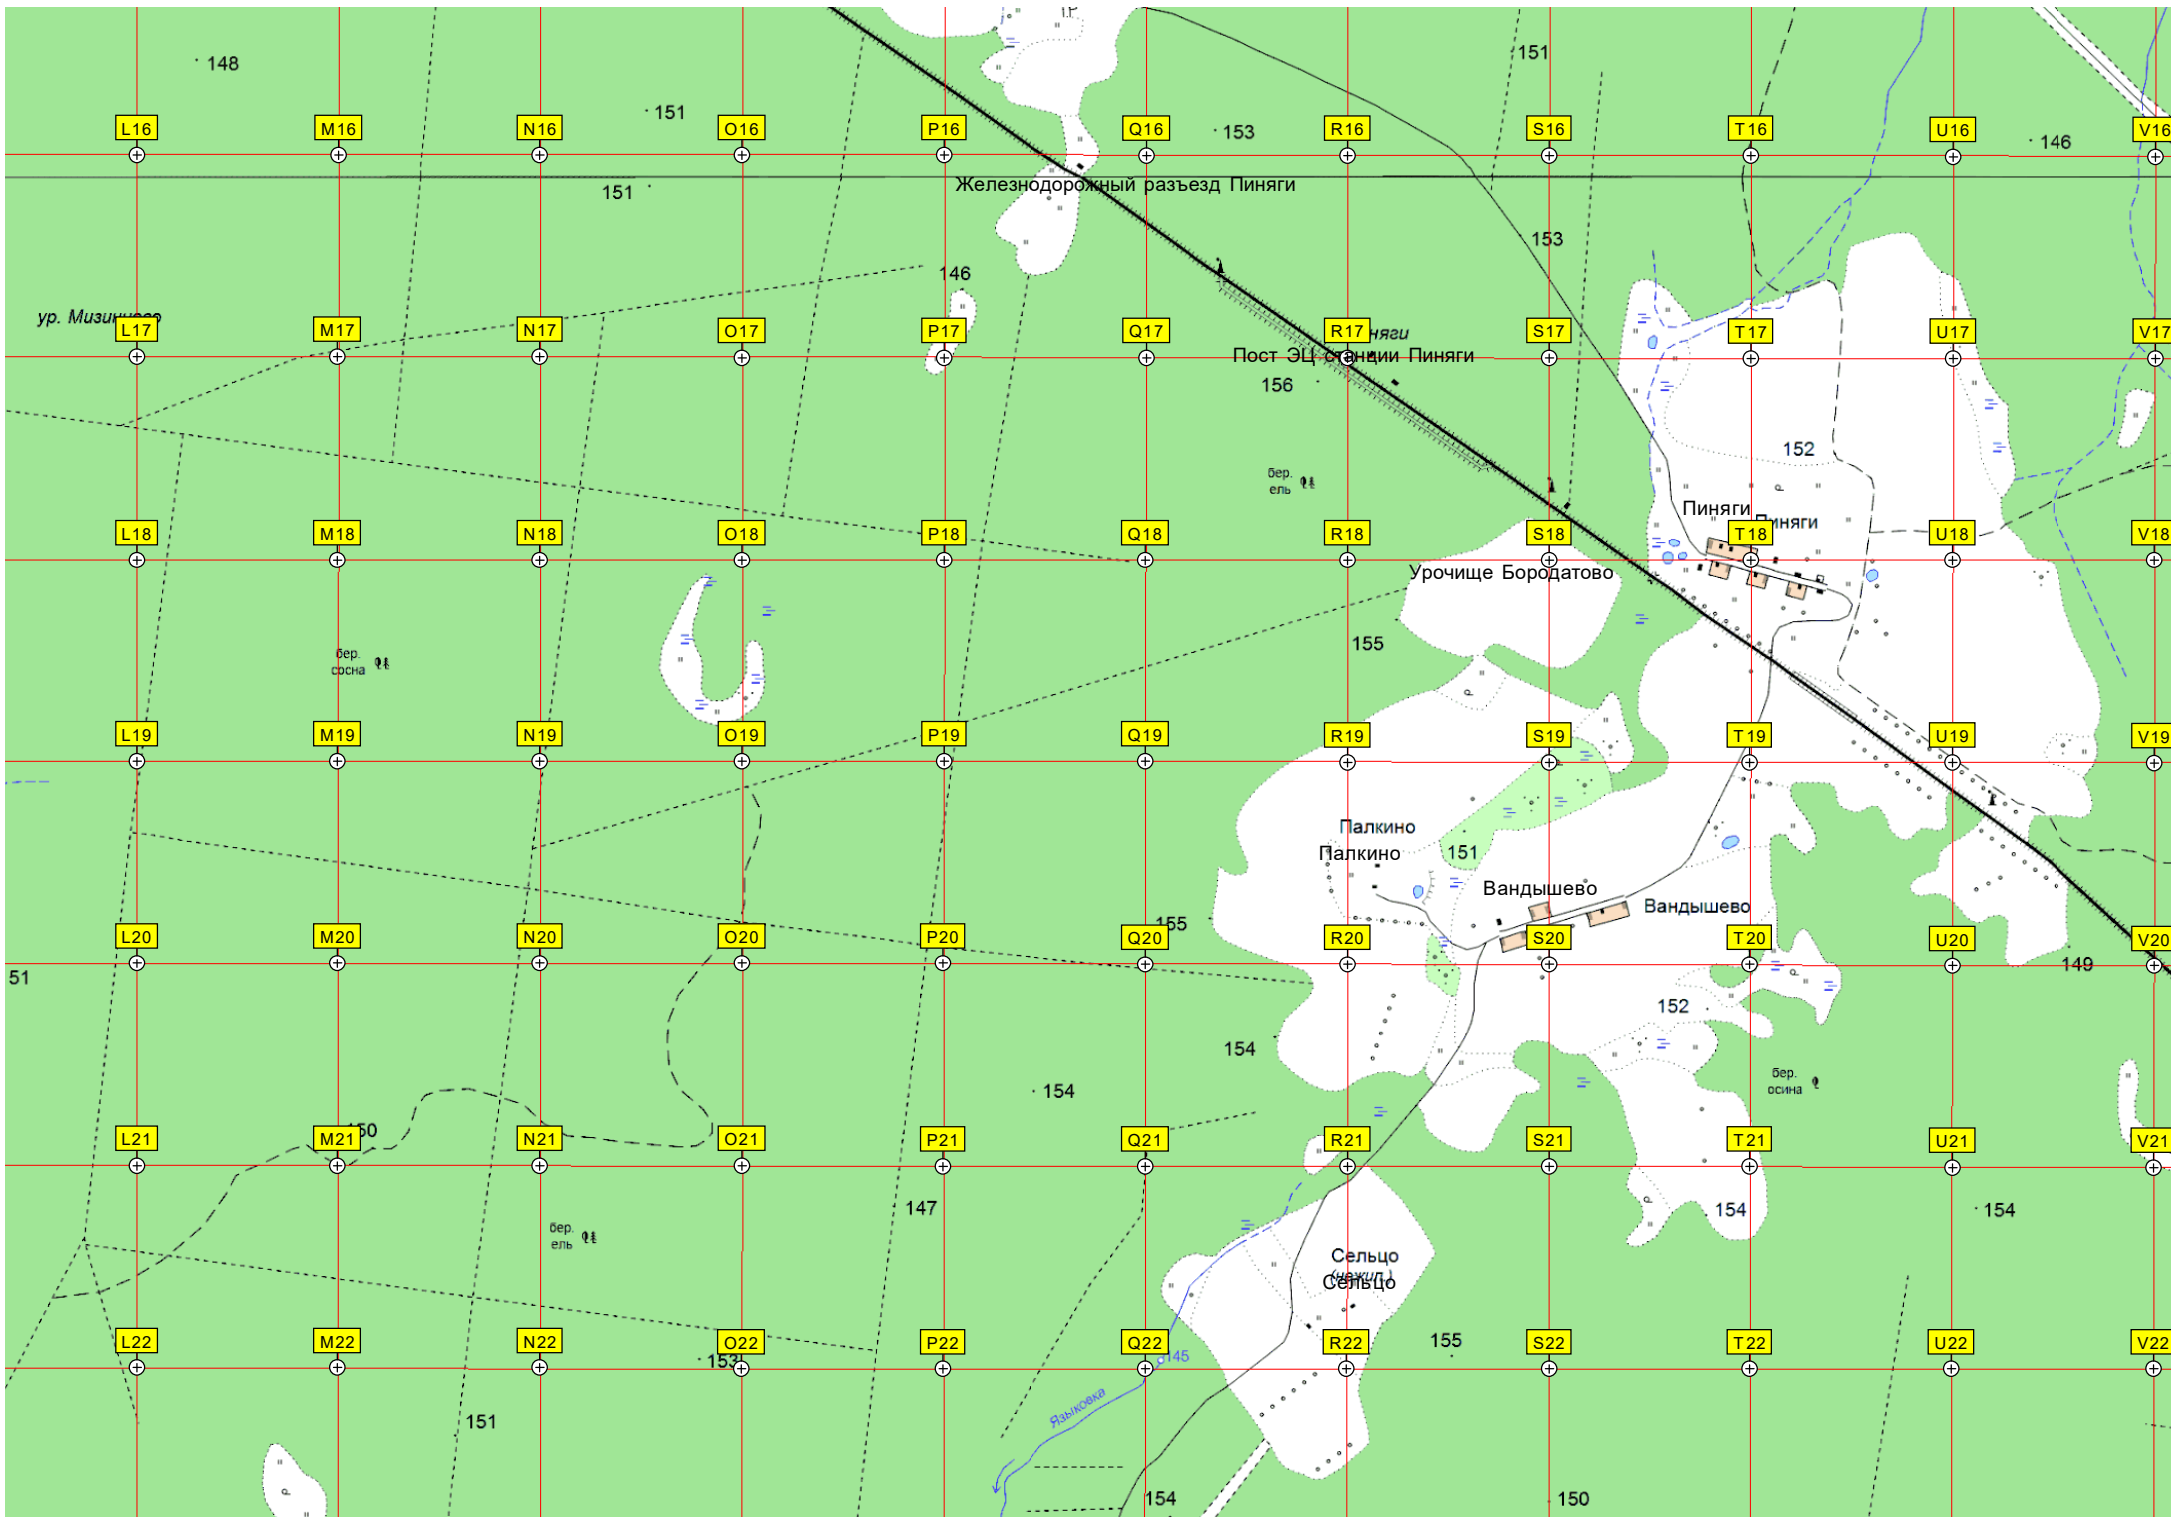 151
148
151
L16 M16 N16 O16 P16 Q16 153 R16 S16 T16 U16 146 V16
151 Железнодорожный разъезд Пиняги
153
146
ур.
L17 M17 N17 O17 P17 Q17 R17 S17 T17 U17 V17
Пост ЭЦ станции Пиняги
156
152
бер.
ель
Пиняги
Пиняги
L18 M18 N18 O18 P18 Q18 R18 S18 T18 U18 V18
Урочище Бородатово
155
бер.
сосна
L19 M19 N19 O19 P19 Q19 R19 S19 T19 U19 V19
Палкино
Палкино 151
Вандышево
Вандышево
155
L20 M20 N20 O20 P20 Q20 R20 S20 T20 U20 V20
51 149
152
154
бер.
осина
154
L21 M21 N21 O21 P21 Q21 R21 S21 T21 U21 V21
147 154 154
бер.
ель
Сельцо
(нежил.)
Сельцо
L22 M22 N22 O22 P22 Q22 R22 155 S22 T22 U22 V22
153 145
Языковка
151
154 150